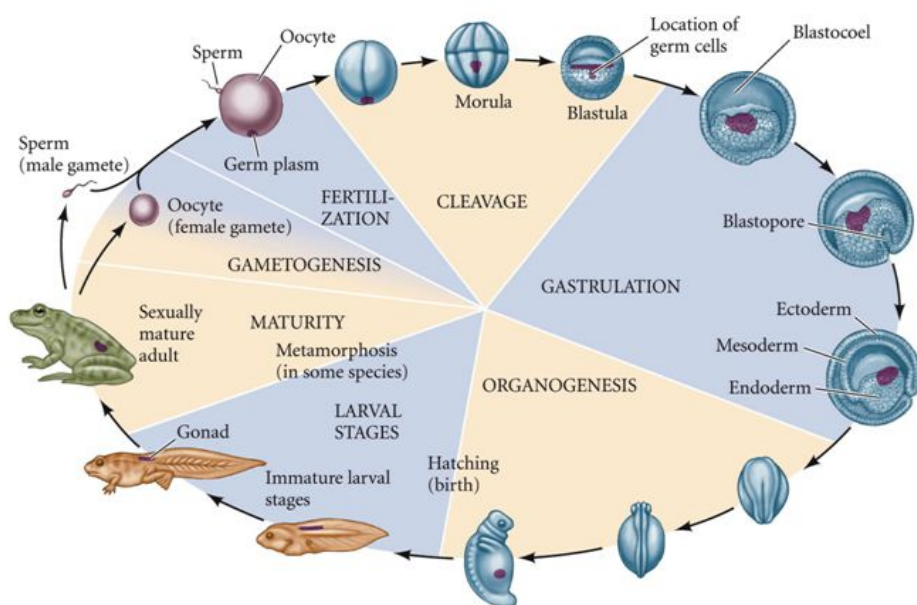 Sperm
Oocyte
Location of
germ cells
Blastocoel
Morula
Blastula
Sperm
(male gamete)
Germ plasm
Oocyte
(female gamete)
FERTILI-
ZATION
CLEAVAGE
Blastopore
GAMETOGENESIS
GASTRULATION
Sexually
mature
adult
MATURITY
Metamorphosis
(in some species)
Ectoderm
Mesoderm
Endoderm
ORGANOGENESIS
LARVAL
STAGES
Gonad
Immature larval
stages
Hatching
(birth)